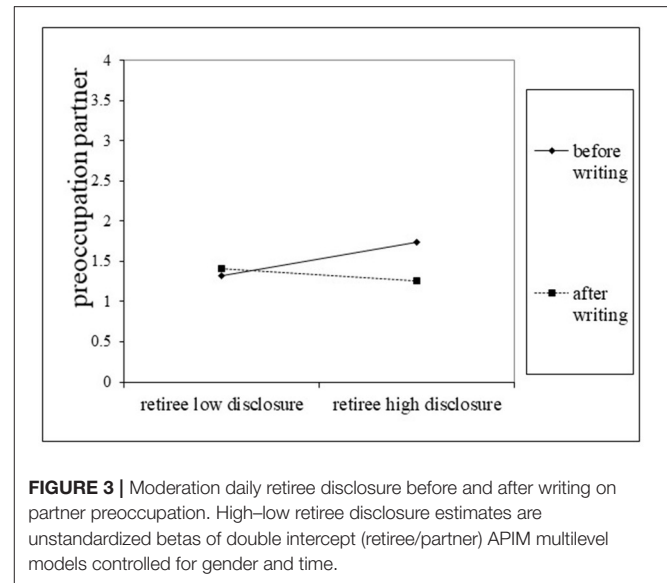 preoccupation partner
4
3.5
3
2.5
2
1.5
1
0.5
0
retiree low disclosure
retiree high disclosure
before
writing
after
writing
FIGURE 3 | Moderation daily retiree disclosure before and after writing on
partner preoccupation. High–low retiree disclosure estimates are
unstandardized betas of double intercept (retiree/partner) APIM multilevel
models controlled for gender and time.